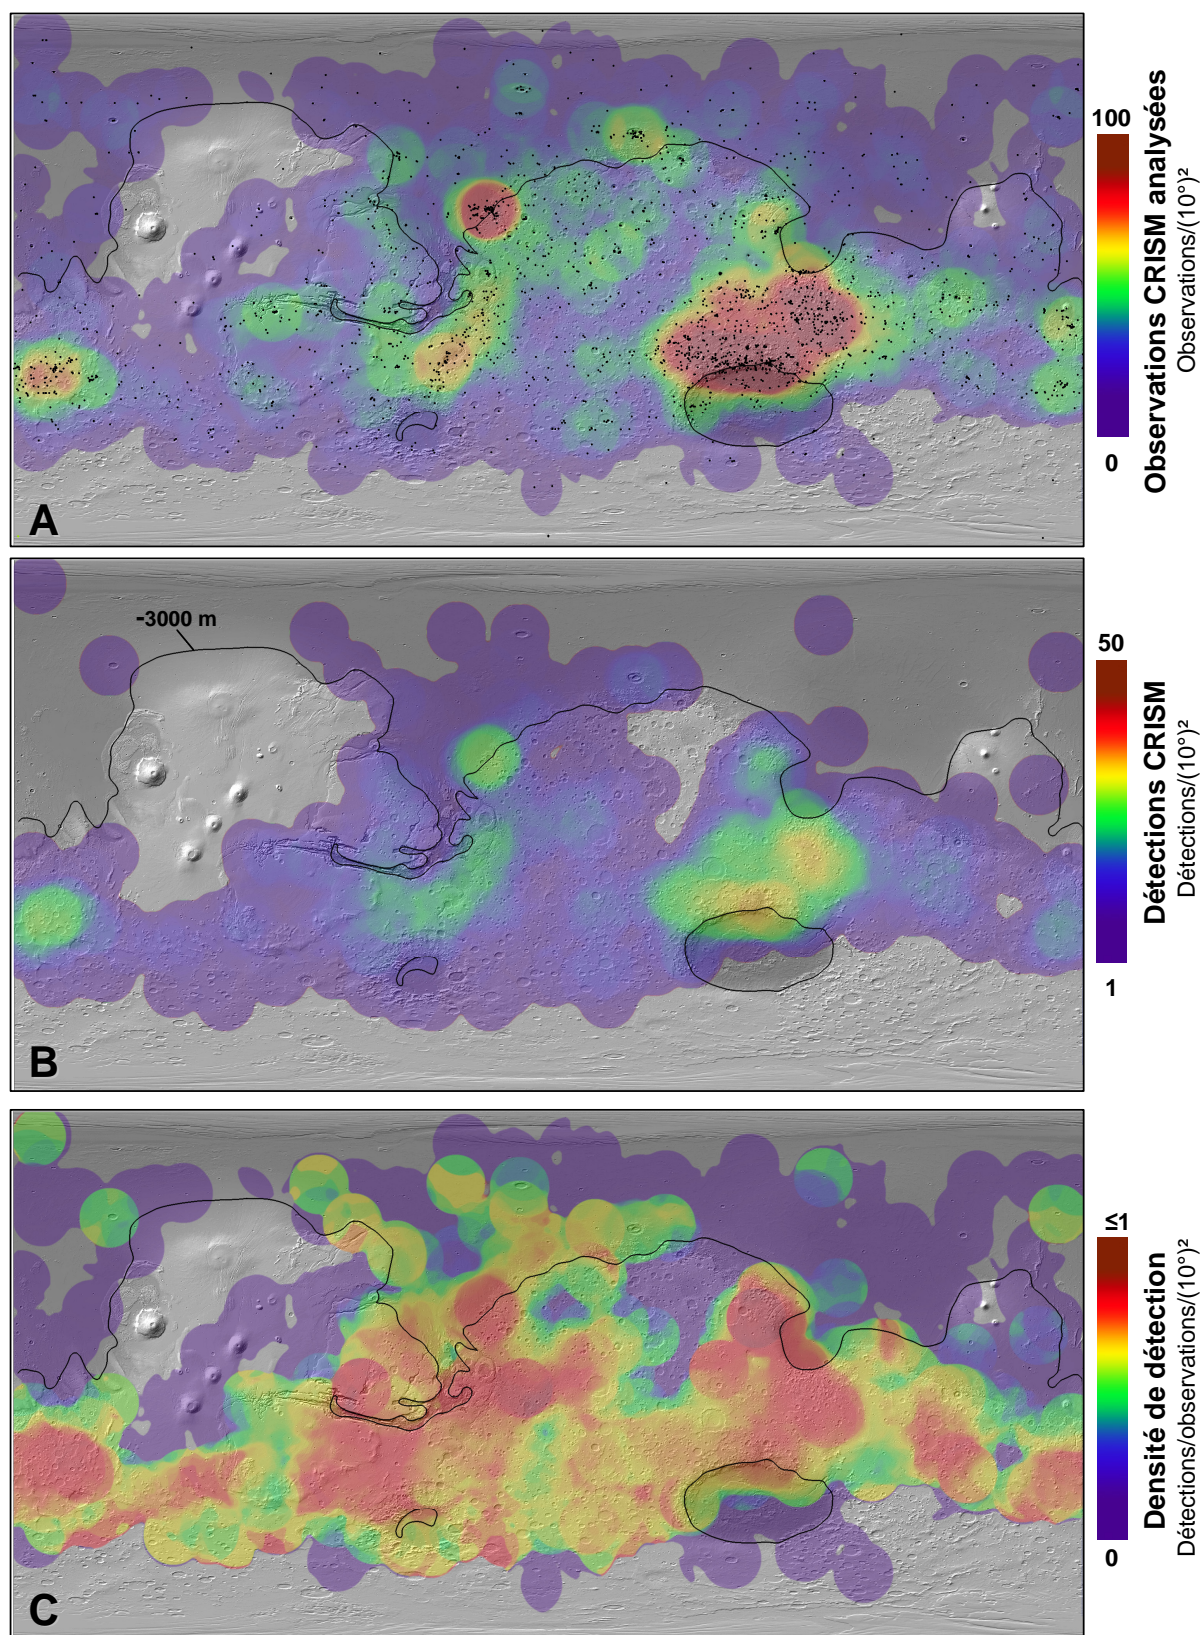 100
Observations CRISM analysées
Observations/(10°)²
0
A
-3000 m
50
Détections CRISM
Détections/(10°)²
1
B
≤1
Densité de détection
Détections/observations/(10°)²
0
C